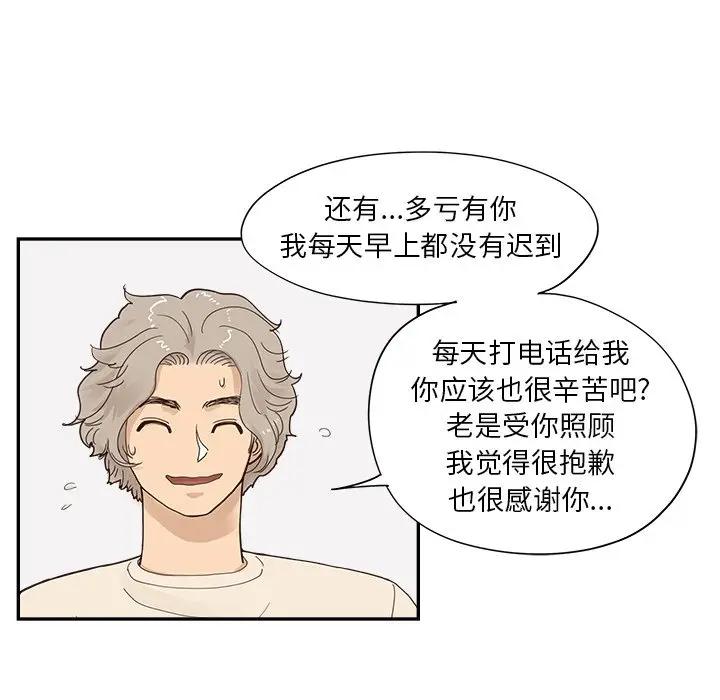 还有...多亏有你
我每天早上都没有迟到
每天打电话给我
你应该也很辛苦吧?
老是受你照顾
我觉得很抱歉
也很感谢你...